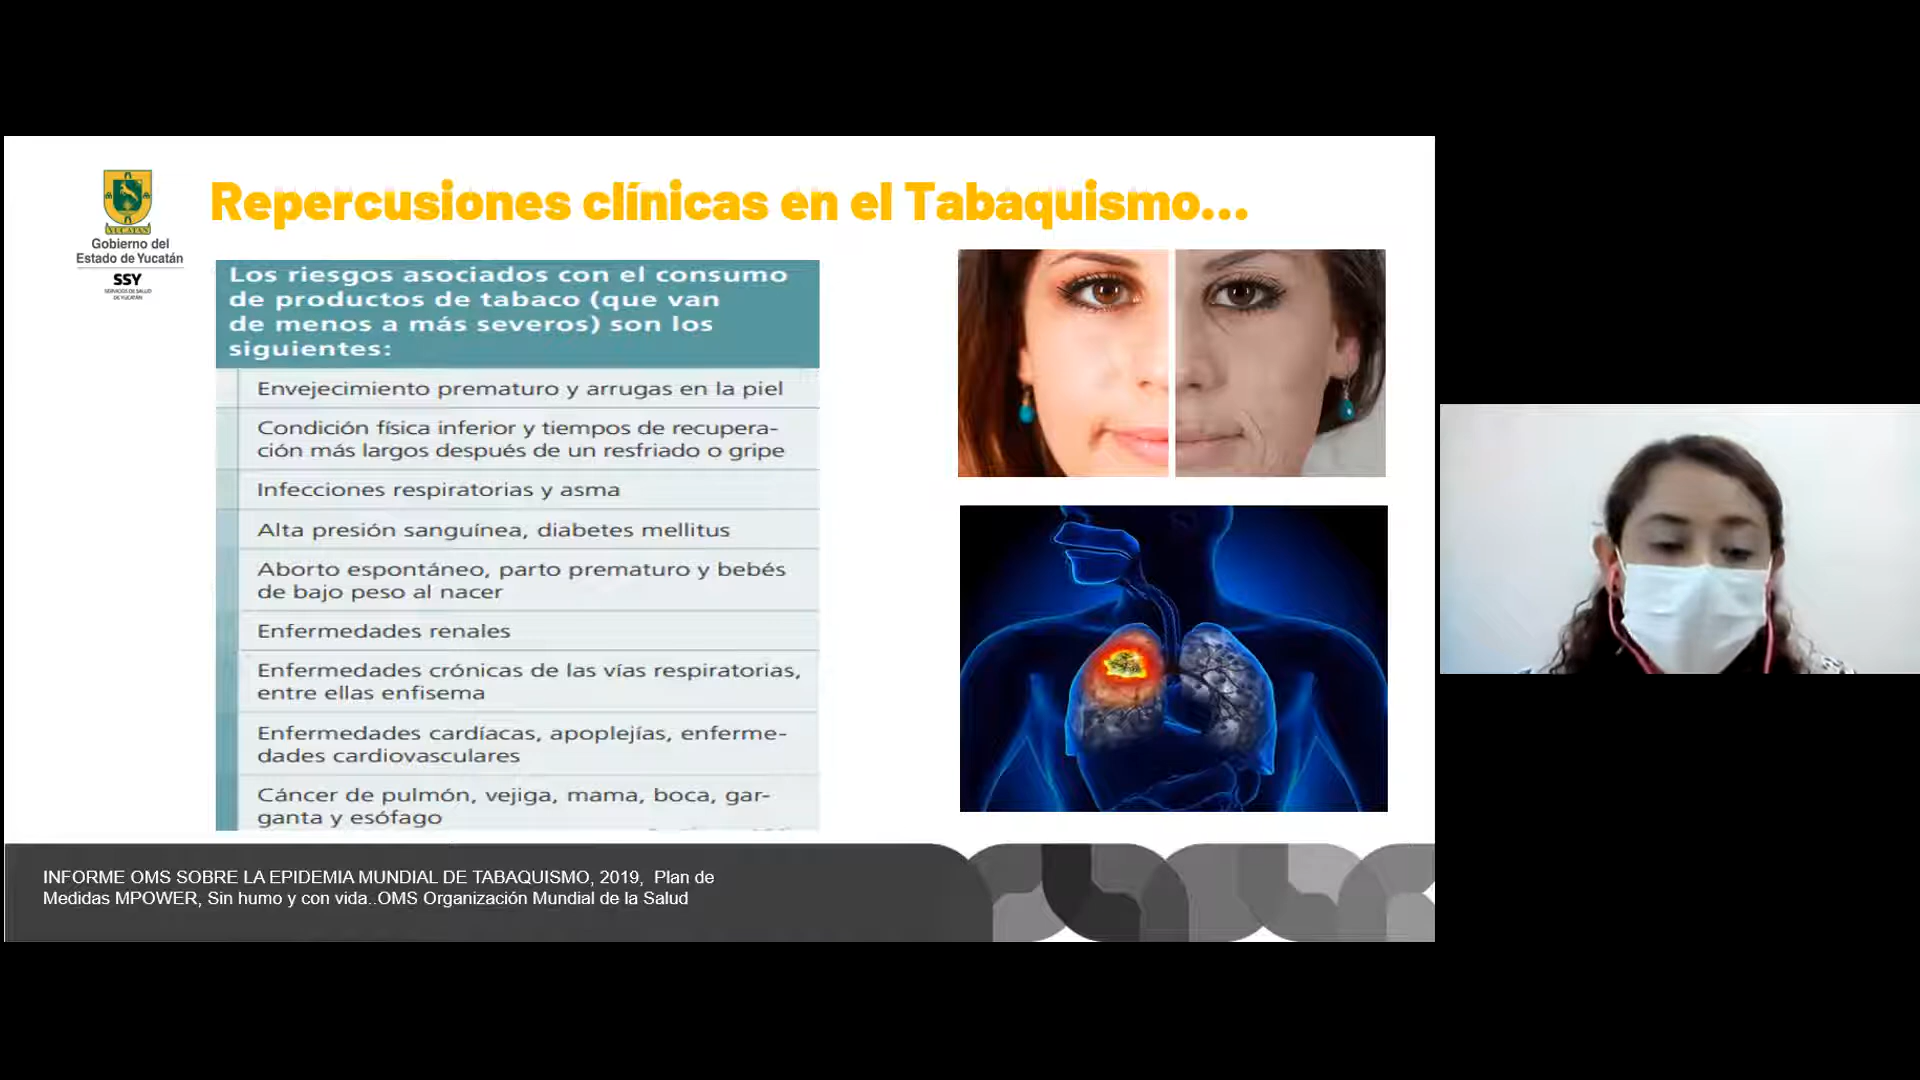 Repercusiones clínicas en el Tabaquismo...
YUCATÁN
Gobierno del
Estado de Yucatán
SSY
SERVICIOS DE SALUD
DE YUCATÁN
Los riesgos asociados con el consumo
de productos de tabaco (que van
de menos a más severos) son los
siguientes:
Envejecimiento prematuro y arrugas en la piel
Condición física inferior y tiempos de recupera-
ción más largos después de un resfriado o gripe
Infecciones respiratorias y asma
Alta presión sanguínea, diabetes mellitus
Aborto espontáneo, parto prematuro y bebés
de bajo peso al nacer
Enfermedades renales
Enfermedades crónicas de las vías respiratorias,
entre ellas enfisema
Enfermedades cardíacas, apoplejías, enferme-
dades cardiovasculares
Cáncer de pulmón, vejiga, mama, boca, gar-
ganta y esófago
INFORME OMS SOBRE LA EPIDEMIA MUNDIAL DE TABAQUISMO, 2019, Plan de
Medidas MPOWER, Sin humo y con vida..OMS Organización Mundial de la Salud